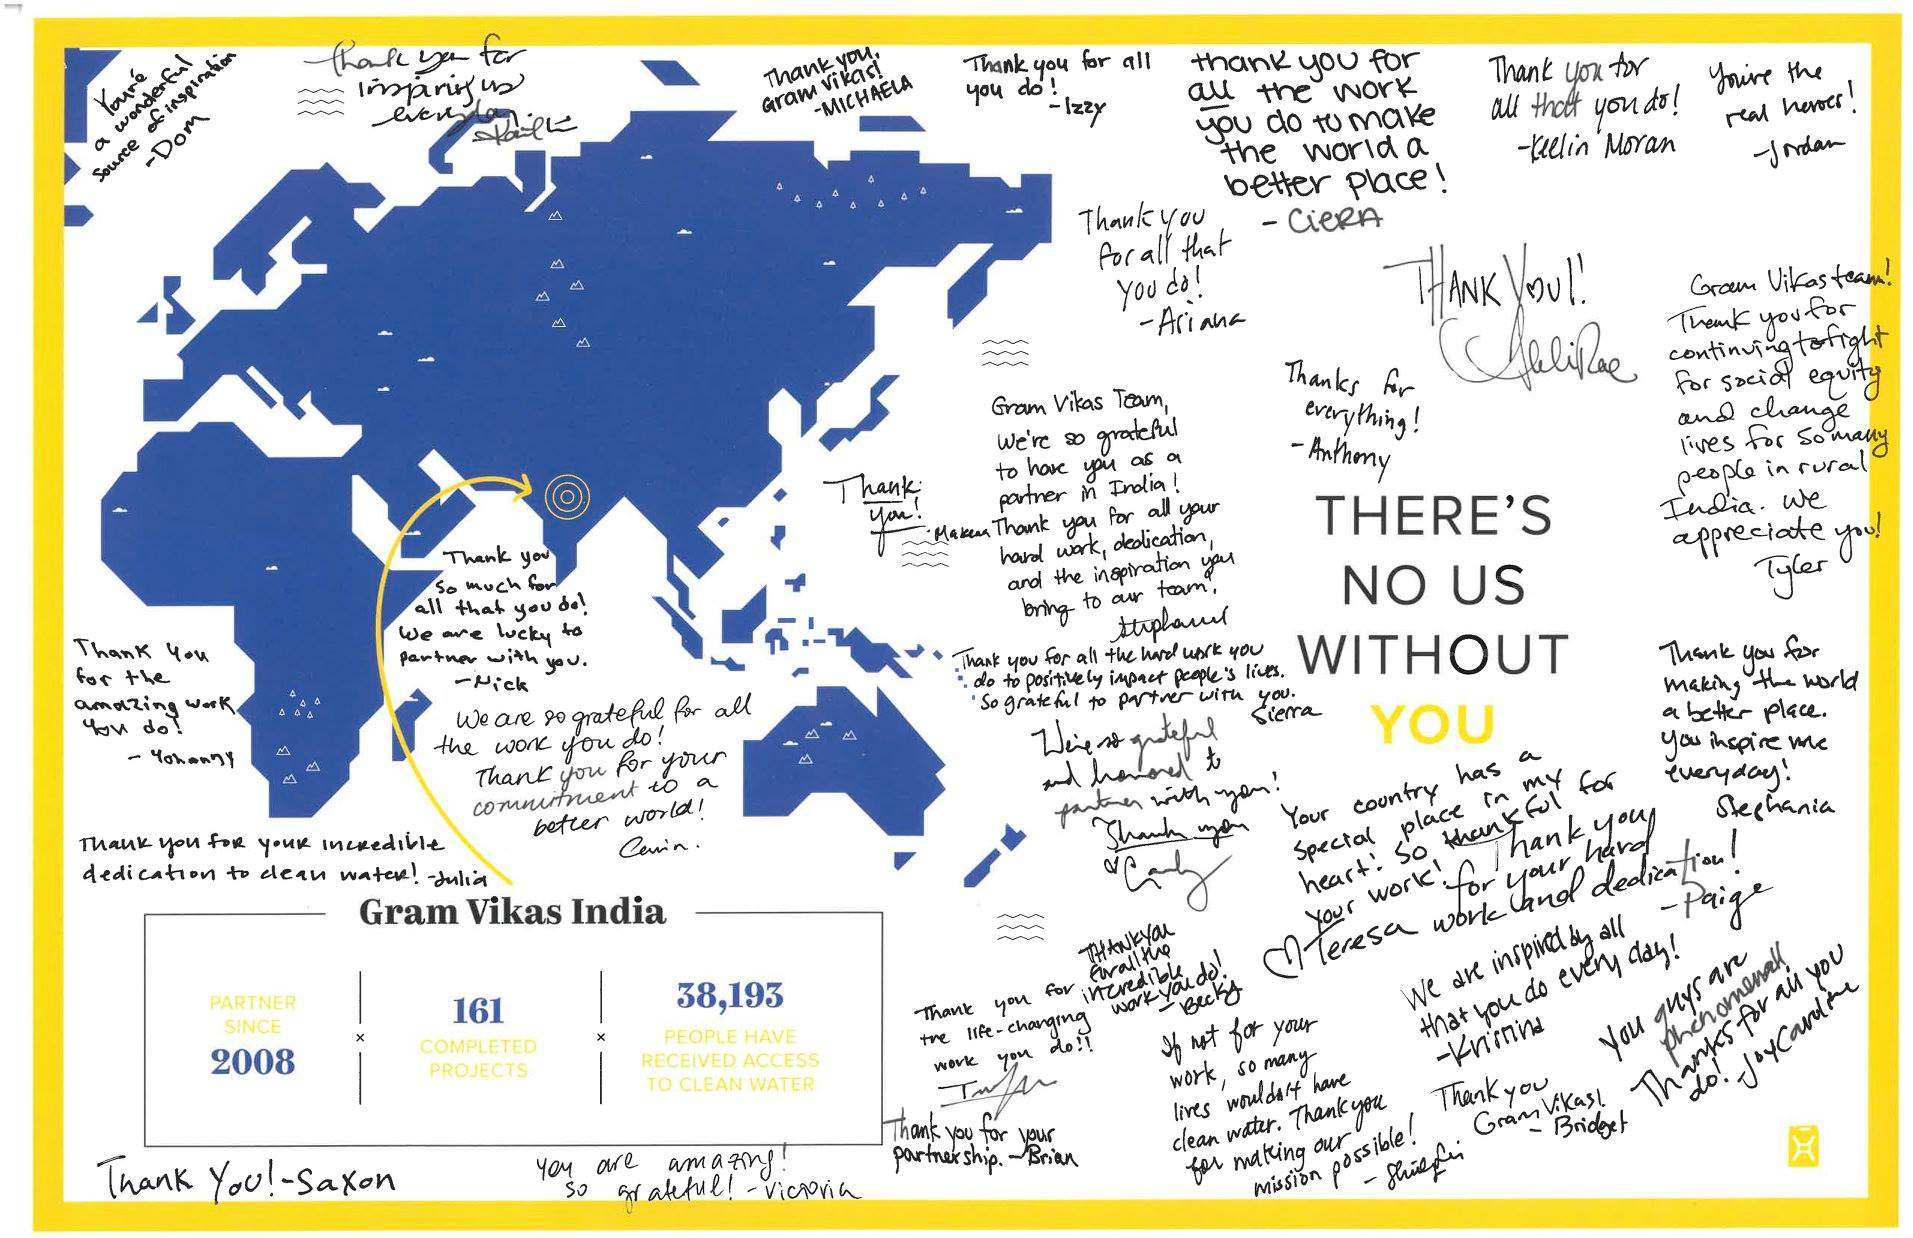 You're
a wonderful
source of inspiration
-Dom
Thank you for
inspiring us
everyday!
Thank you,
Gram Vikas!
-MICHAELA
Thank you for all
you do!
-Izzy
thank you for
all the work
you do to make
the world a
better place!
- CIERA
Thank you for
all that you do!
-Keelin Moran
You're the
real heroes!
-Jordan
Thank you
for all that
you do!
-Ariana
THANK YOU!!
Gram Vikas team!
Thank you for
continuing to fight
for social equity
and change
lives for so many
people in rural
India. We
appreciate you!
Tyler
Thanks for
everything!
-Anthony
Gram Vikas Team,
We're so grateful
to have you as a
partner in India!
Thank you for all your
hard work, dedication,
and the inspiration you
bring to our team!
Thank
you!
THERE'S
NO US
WITHOUT
YOU
Thank you
so much for
all that you do!
We are lucky to
partner with you.
-Nick
Thank you for all the hard work you
do to positively impact people's lives.
So grateful to partner with you.
Sierra
Thank you
for the
amazing work
you do!
- Yohanny
We are so grateful for all
the work you do!
Thank you for your
commitment to a
better world!
We're so grateful
and honored to
partner with you!
Thank you
Thank you for
making the world
a better place.
You inspire me
everyday!
Stephania
Your country has a
special place in my
heart! So thankful for
your work!
Teresa
Thank you
for your hard
work and dedication!
-Paige
Thank you for your incredible
dedication to clean water! -Julia
Gram Vikas India
PARTNER
SINCE
2008
161
COMPLETED
PROJECTS
38,193
PEOPLE HAVE
RECEIVED ACCESS
TO CLEAN WATER
THANK YOU
for all the
incredible
work you do!
-Becky
Thank you for
the life-changing
work you do!!
We are inspired by all
that you do every day!
-Kristina
You guys are
phenomenal!
Thanks for all you
do! Joy Caroline
If not for your
work, so many
lives wouldn't have
clean water. Thank you
for making our
mission possible!
Thank you
Gram Vikas!
- Bridget
Thank you for your
partnership. -Brian
Thank You! -Saxon
You are amazing!
So grateful! -Victoria